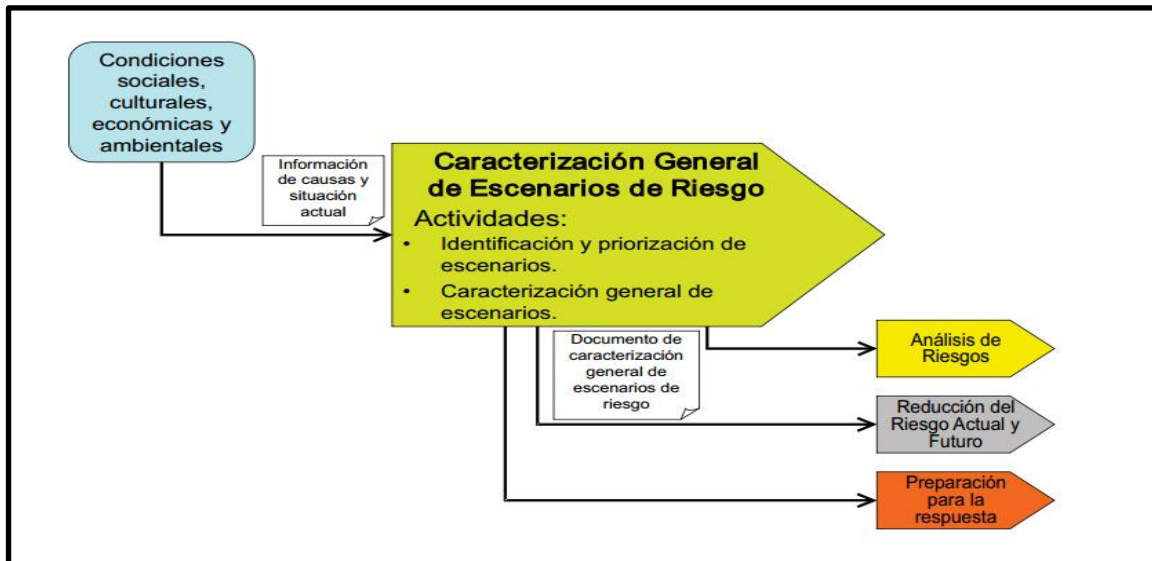 Condiciones
sociales,
culturales,
económicas y
ambientales
Información
de causas y
situación
actual
Caracterización General
de Escenarios de Riesgo
Actividades:
• Identificación y priorización de
escenarios.
• Caracterización general de
escenarios.
Documento de
caracterización
general de
escenarios de
riesgo
Análisis de
Riesgos
Reducción del
Riesgo Actual y
Futuro
Preparación
para la
respuesta